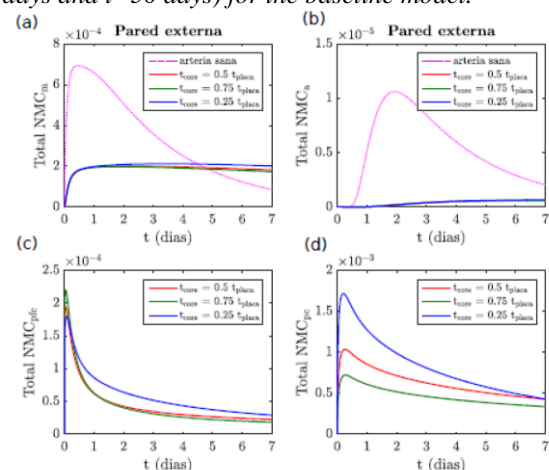 days and t=30 days) for the baseline model.
(a)
Pared externa
8 ×10⁻⁴
6
4
2
0
Total NMCₘ
arteria sana
t_core = 0.5 t_placa
t_core = 0.75 t_placa
t_core = 0.25 t_placa
0 1 2 3 4 5 6 7
t (dias)
(b)
Pared externa
1.5 ×10⁻⁵
1
0.5
0
Total NMCₐ
arteria sana
t_core = 0.5 t_placa
t_core = 0.75 t_placa
t_core = 0.25 t_placa
0 1 2 3 4 5 6 7
t (dias)
(c)
2.5 ×10⁻⁴
2
1.5
1
0.5
0
Total NMC_pfc
t_core = 0.5 t_placa
t_core = 0.75 t_placa
t_core = 0.25 t_placa
0 1 2 3 4 5 6 7
t (dias)
(d)
2 ×10⁻³
1.5
1
0.5
0
Total NMC_pc
t_core = 0.5 t_placa
t_core = 0.75 t_placa
t_core = 0.25 t_placa
0 1 2 3 4 5 6 7
t (dias)